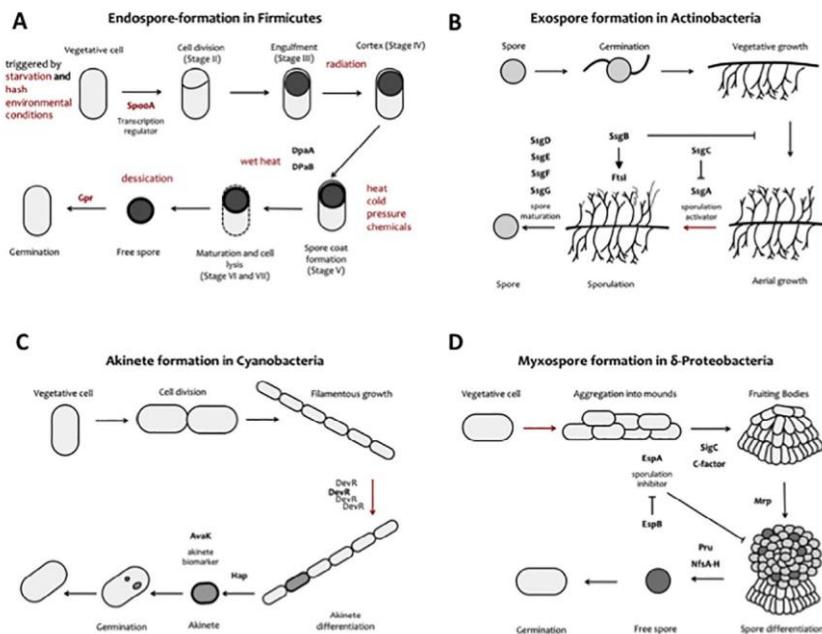 A
Endospore-formation in Firmicutes
Vegetative cell
Cell division
(Stage II)
Engulfment
(Stage III)
Cortex (Stage IV)
triggered by
starvation and
hash
environmental
conditions
SpooA
Transcription
regulator
radiation
DpaA
DPaB
wet heat
heat
cold
pressure
chemicals
dessication
Gpr
Germination
Free spore
Maturation and cell
lysis
(Stage VI and VII)
Spore coat
formation
(Stage V)
B
Exospore formation in Actinobacteria
Spore
Germination
Vegetative growth
SsgD
SsgE
SsgF
SsgG
spore
maturation
SsgB
FtsI
SsgC
SsgA
sporulation
activator
Spore
Sporulation
Aerial growth
C
Akinete formation in Cyanobacteria
Vegetative cell
Cell division
Filamentous growth
DevR
DevR
DevR
DevR
AvaK
akinete
biomarker
Hap
Germination
Akinete
Akinete
differentiation
D
Myxospore formation in δ-Proteobacteria
Vegetative cell
Aggregation into mounds
Fruiting Bodies
SigC
C-factor
EspA
sporulation
inhibitor
EspB
Mrp
Pru
NfsA-H
Germination
Free spore
Spore differentiation